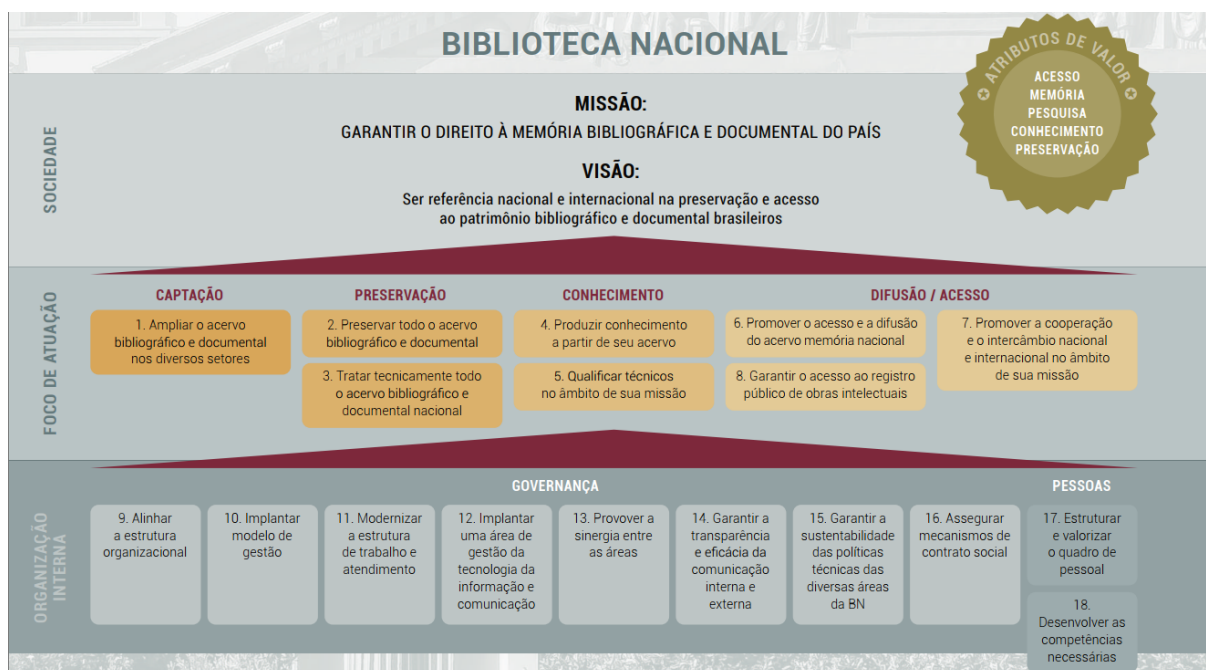 BIBLIOTECA NACIONAL
ATRIBUTOS DE VALOR
ACESSO
MEMÓRIA
PESQUISA
CONHECIMENTO
PRESERVAÇÃO
SOCIEDADE
MISSÃO:
GARANTIR O DIREITO À MEMÓRIA BIBLIOGRÁFICA E DOCUMENTAL DO PAÍS
VISÃO:
Ser referência nacional e internacional na preservação e acesso
ao patrimônio bibliográfico e documental brasileiros
FOCO DE ATUAÇÃO
CAPTAÇÃO
1. Ampliar o acervo
bibliográfico e documental
nos diversos setores
PRESERVAÇÃO
2. Preservar todo o acervo
bibliográfico e documental
3. Tratar tecnicamente todo
o acervo bibliográfico e
documental nacional
CONHECIMENTO
4. Produzir conhecimento
a partir de seu acervo
5. Qualificar técnicos
no âmbito de sua missão
DIFUSÃO / ACESSO
6. Promover o acesso e a difusão
do acervo memória nacional
8. Garantir o acesso ao registro
público de obras intelectuais
7. Promover a cooperação
e o intercâmbio nacional
e internacional no âmbito
de sua missão
ORGANIZAÇÃO
INTERNA
GOVERNANÇA
9. Alinhar
a estrutura
organizacional
10. Implantar
modelo de
gestão
11. Modernizar
a estrutura
de trabalho e
atendimento
12. Implantar
uma área de
gestão da
tecnologia da
informação e
comunicação
13. Provover a
sinergia entre
as áreas
14. Garantir a
transparência
e eficácia da
comunicação
interna e
externa
15. Garantir a
sustentabilidade
das políticas
técnicas das
diversas áreas
da BN
16. Assegurar
mecanismos de
contrato social
PESSOAS
17. Estruturar
e valorizar
o quadro de
pessoal
18.
Desenvolver as
competências
necessárias